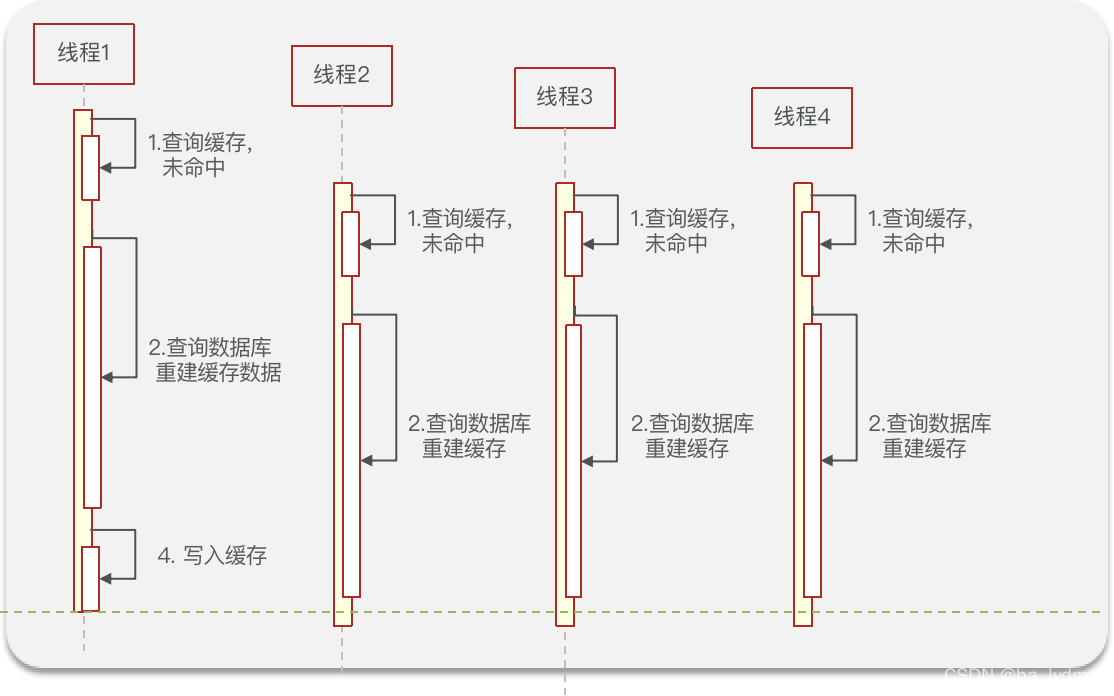 线程1
线程2
线程3
线程4
1.查询缓存,
未命中
1.查询缓存,
未命中
1.查询缓存,
未命中
1.查询缓存,
未命中
2.查询数据库
重建缓存数据
2.查询数据库
重建缓存
2.查询数据库
重建缓存
2.查询数据库
重建缓存
4. 写入缓存
CSDN